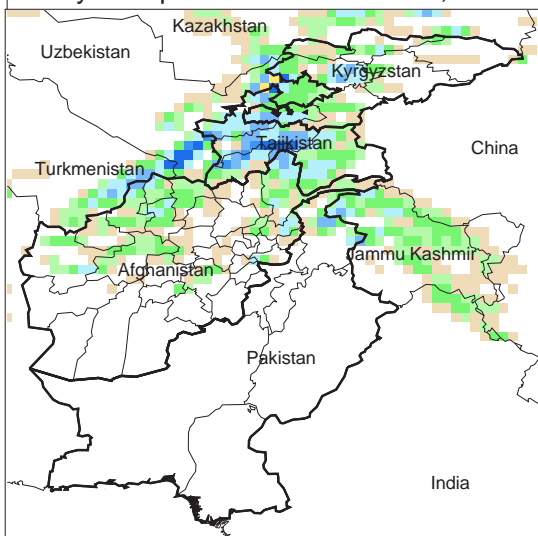 Kazakhstan
Uzbekistan
Kyrgyzstan
Tajikistan
China
Turkmenistan
Jammu Kashmir
Afghanistan
Pakistan
India